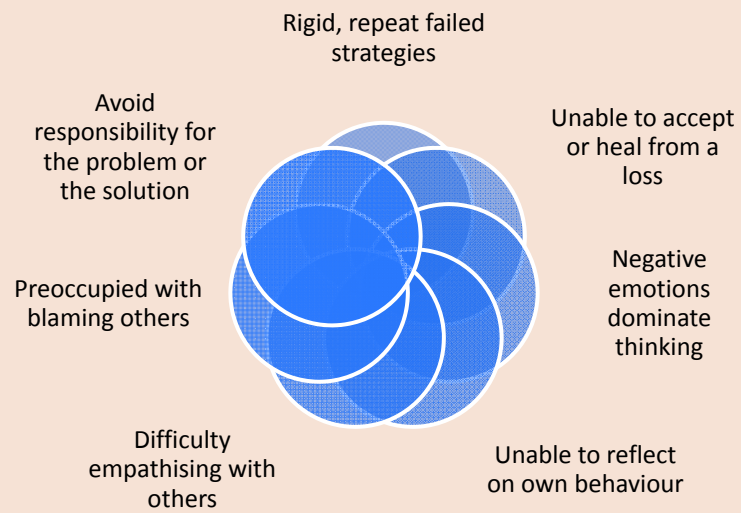 Rigid, repeat failed
strategies
Unable to accept
or heal from a
loss
Negative
emotions
dominate
thinking
Unable to reflect
on own behaviour
Difficulty
empathising with
others
Preoccupied with
blaming others
Avoid
responsibility for
the problem or
the solution